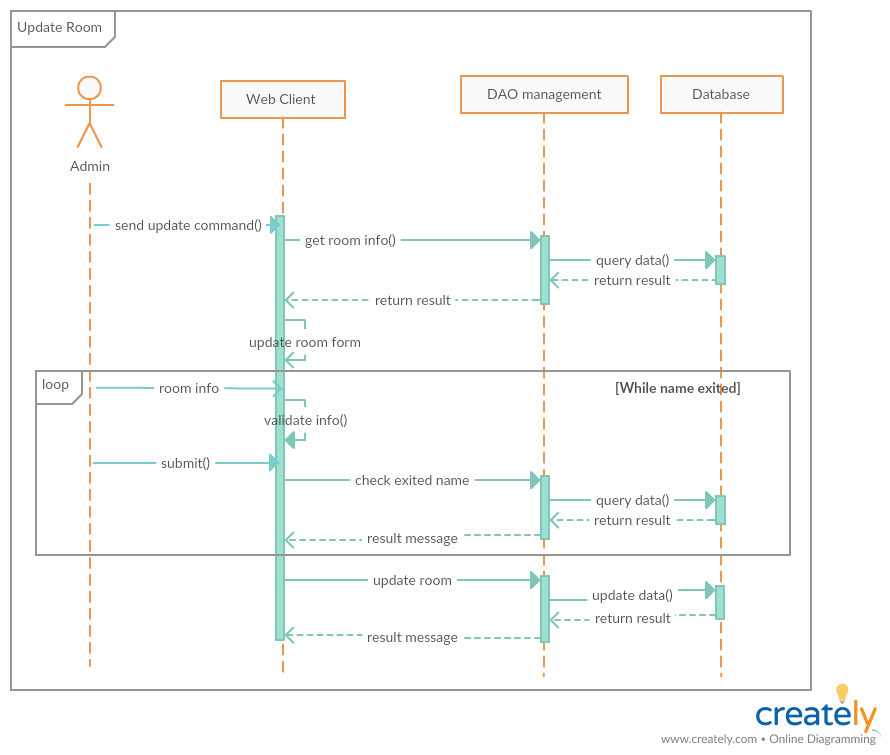 Update Room
Web Client
DAO management
Database
Admin
send update command()
get room info()
query data()
return result
return result
update room form
loop
room info
[While name exited]
validate info()
submit()
check exited name
query data()
return result
result message
update room
update data()
return result
result message
creately
www.creately.com • Online Diagramming